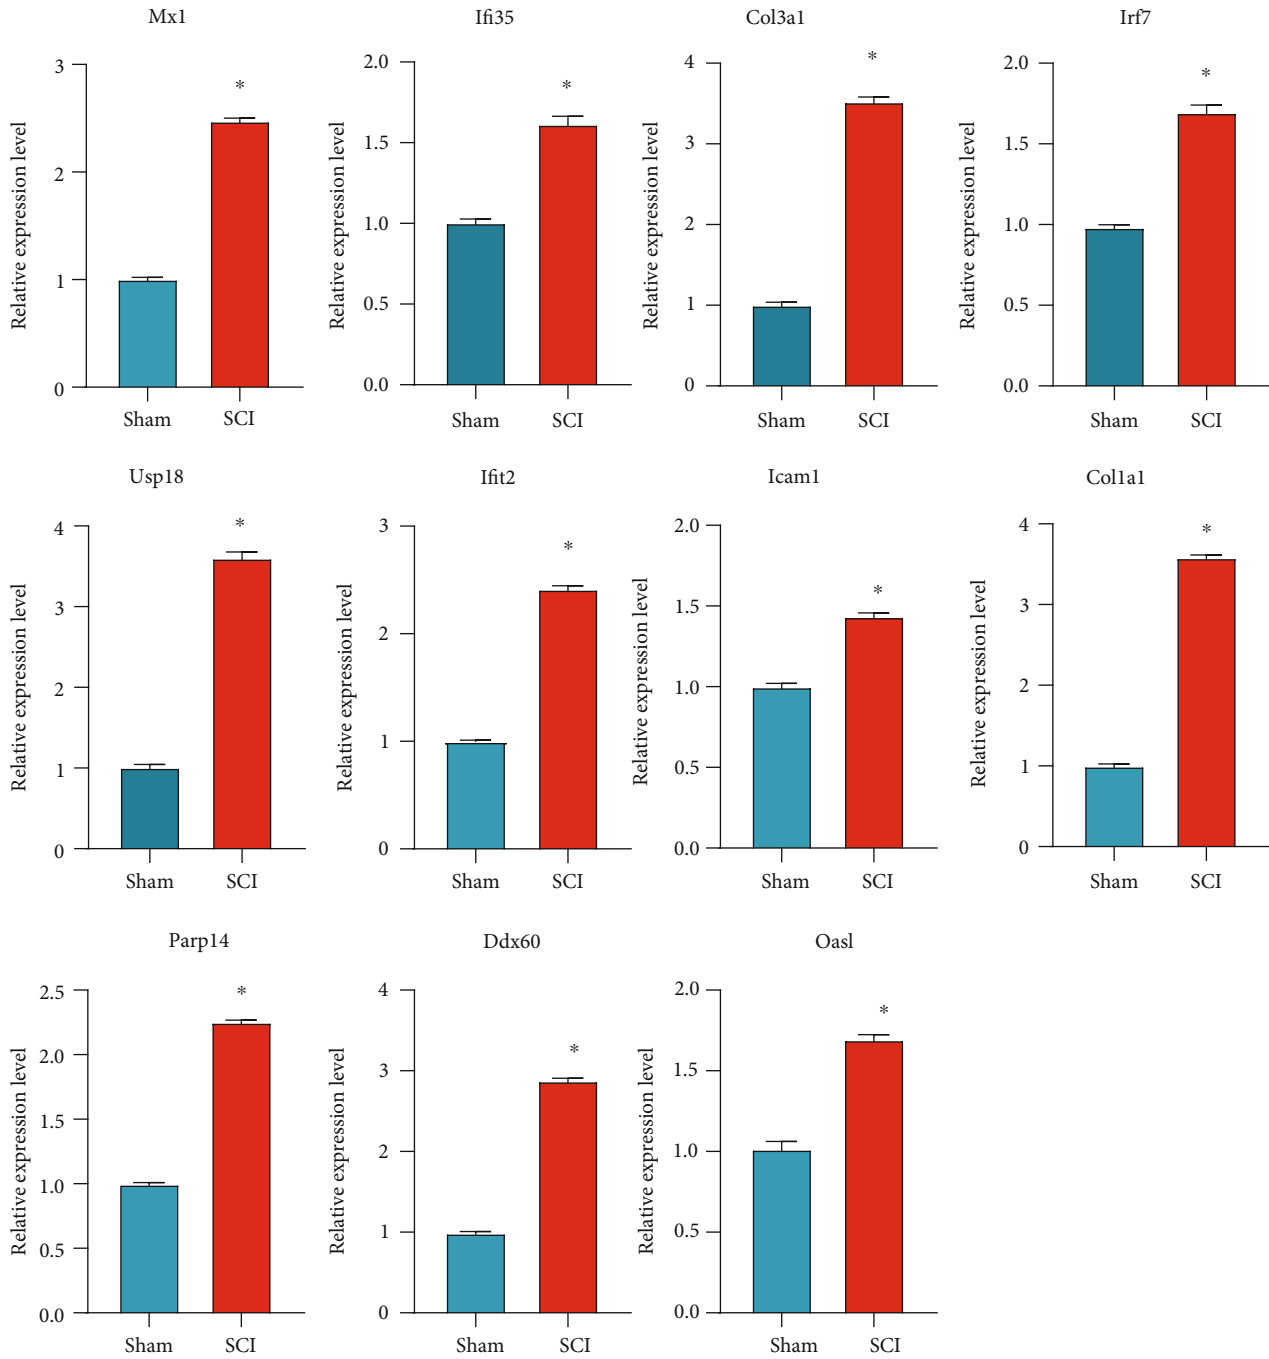 Mx1
Relative expression level
3
2
1
0
Sham
SCI
*
Ifi35
Relative expression level
2.0
1.5
1.0
0.5
0.0
Sham
SCI
*
Col3a1
Relative expression level
4
3
2
1
0
Sham
SCI
*
Irf7
Relative expression level
2.0
1.5
1.0
0.5
0.0
Sham
SCI
*
Usp18
Relative expression level
4
3
2
1
0
Sham
SCI
*
Ifit2
Relative expression level
3
2
1
0
Sham
SCI
*
Icam1
Relative expression level
2.0
1.5
1.0
0.5
0.0
Sham
SCI
*
Col1a1
Relative expression level
4
3
2
1
0
Sham
SCI
*
Parp14
Relative expression level
2.5
2.0
1.5
1.0
0.5
0.0
Sham
SCI
*
Ddx60
Relative expression level
4
3
2
1
0
Sham
SCI
*
Oasl
Relative expression level
2.0
1.5
1.0
0.5
0.0
Sham
SCI
*